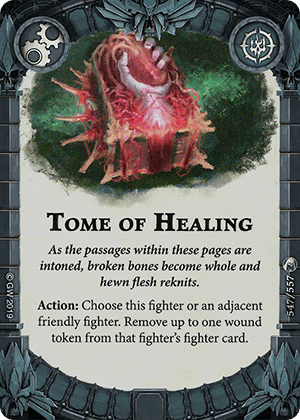 TOME OF HEALING
As the passages within these pages are
intoned, broken bones become whole and
hewn flesh reknits.
Action: Choose this fighter or an adjacent
friendly fighter. Remove up to one wound
token from that fighter's fighter card.
© GW 2019
547/557